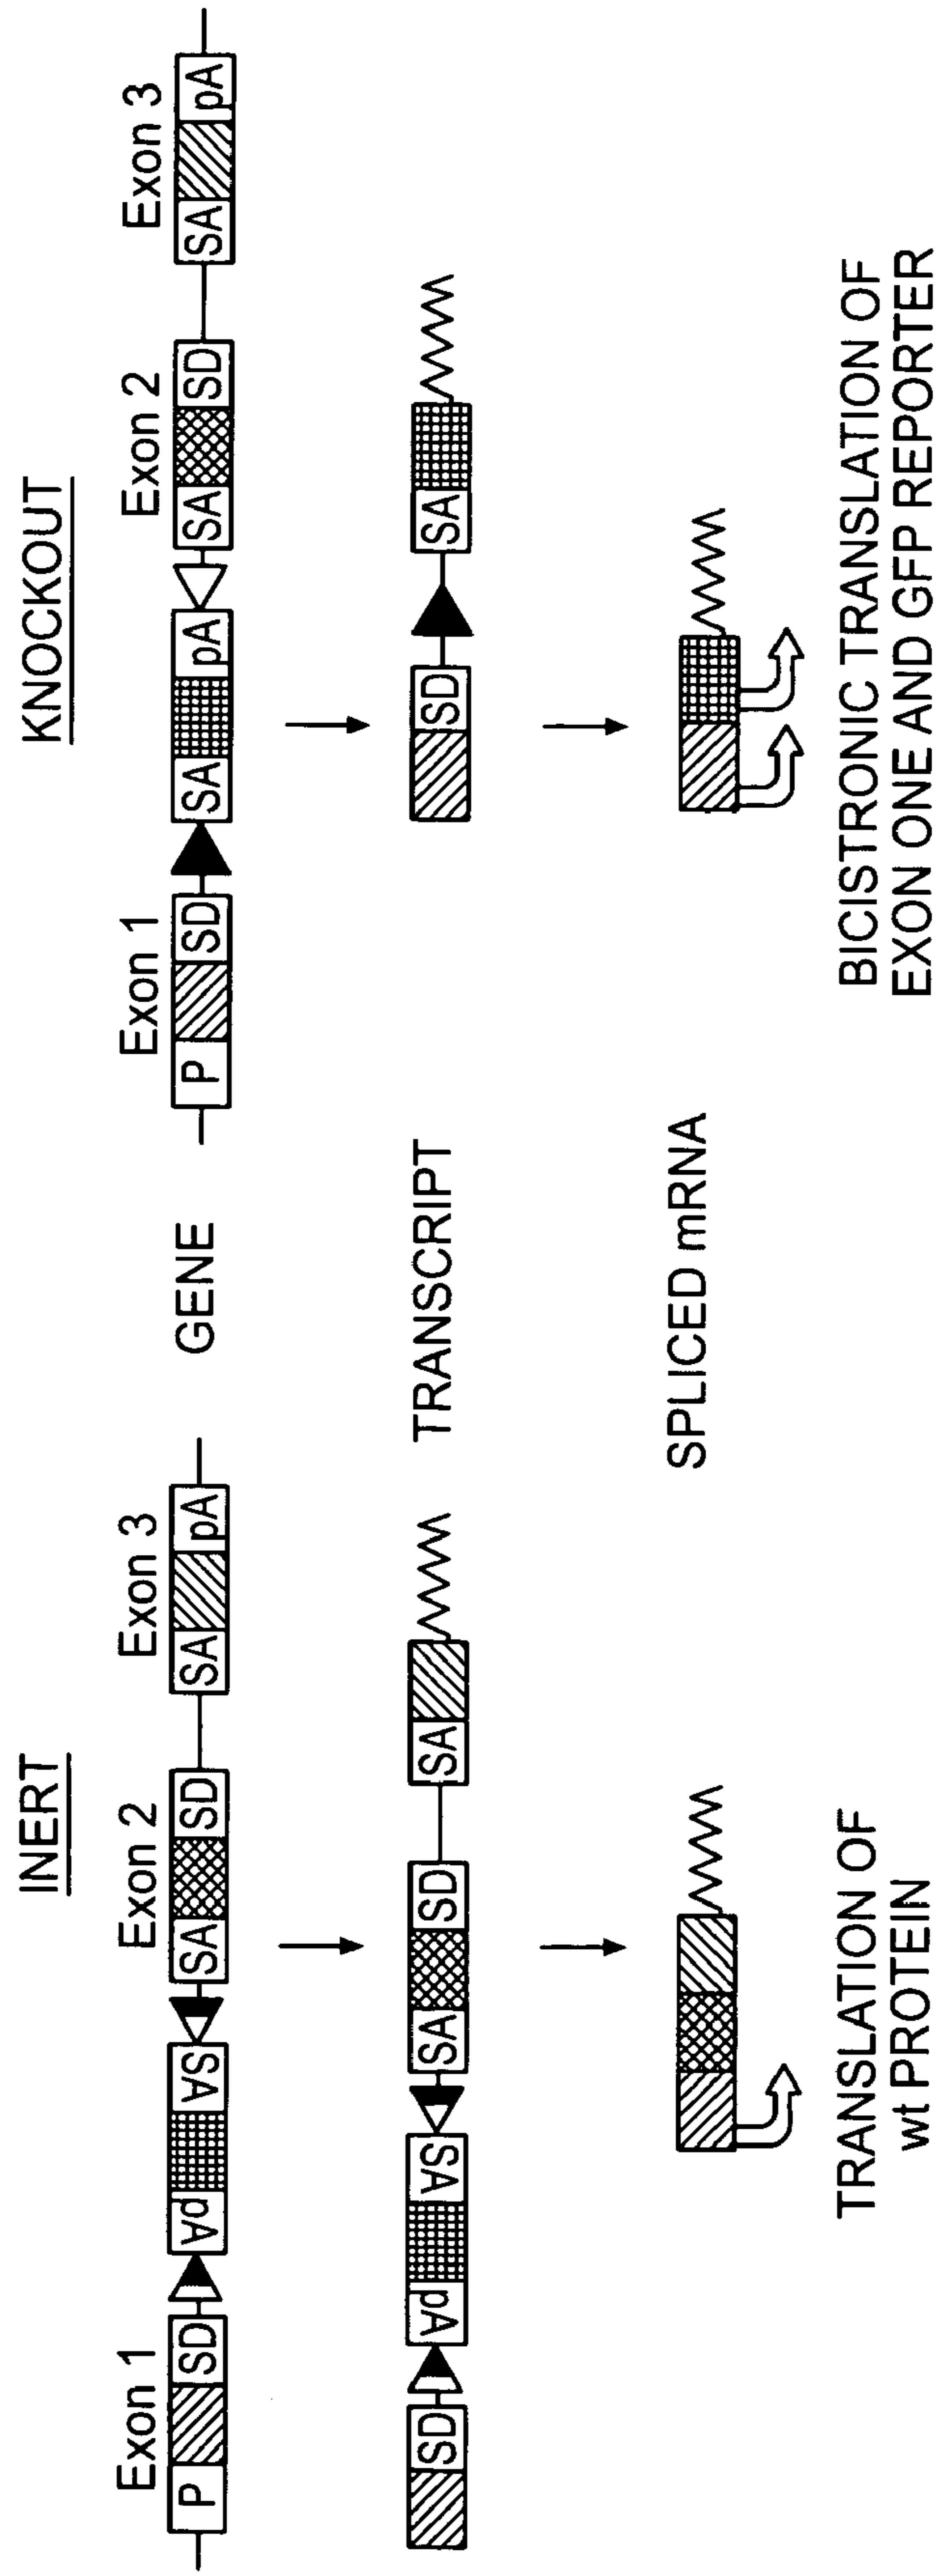 INERT
Exon 1
Exon 2
Exon 3
P SD pA SA SA SD SA pA
GENE
KNOCKOUT
Exon 1
Exon 2
Exon 3
P SD SA pA SA SD SA pA
SD pA SA SA SD SA
TRANSCRIPT
SD SA
SPLICED mRNA
TRANSLATION OF
wt PROTEIN
BICISTRONIC TRANSLATION OF
EXON ONE AND GFP REPORTER